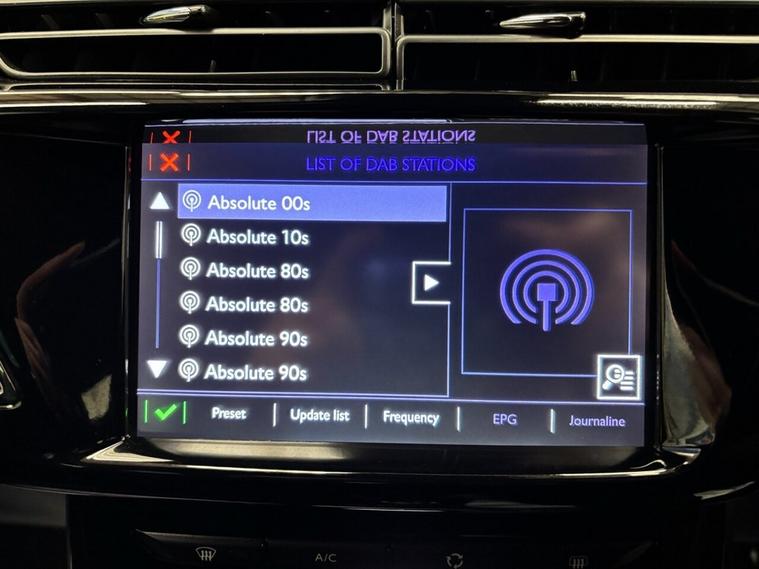 LIST OF DAB STATIONS
LIST OF DAB STATIONS
Absolute 00s
Absolute 10s
Absolute 80s
Absolute 80s
Absolute 90s
Absolute 90s
Preset
Update list
Frequency
EPG
Journaline
A/C